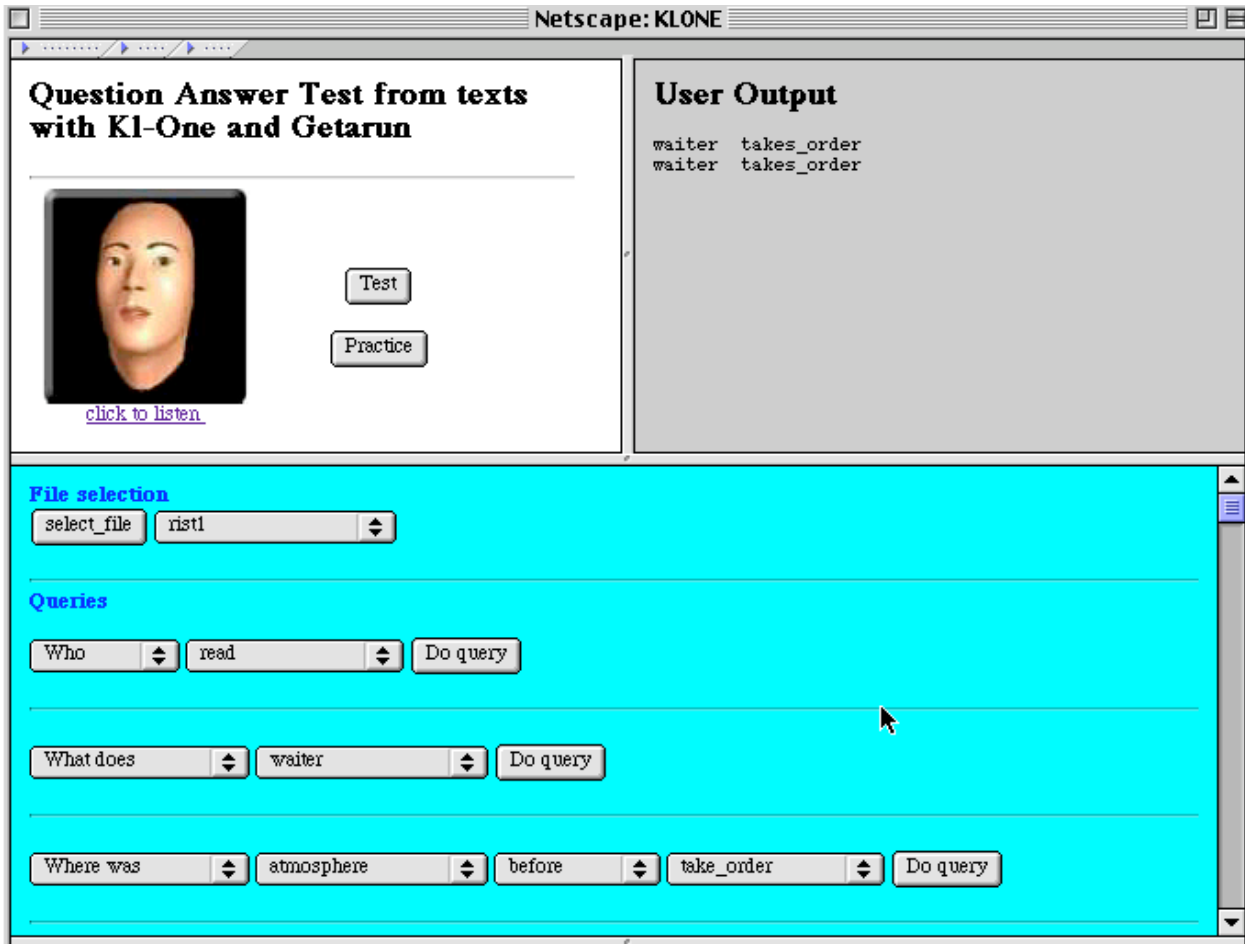 Netscape: KLONE
Question Answer Test from texts
with Kl-One and Getarun
Test
Practice
click to listen
User Output
waiter takes_order
waiter takes_order
File selection
select_file rist1
Queries
Who read Do query
What does waiter Do query
Where was atmosphere before take_order Do query